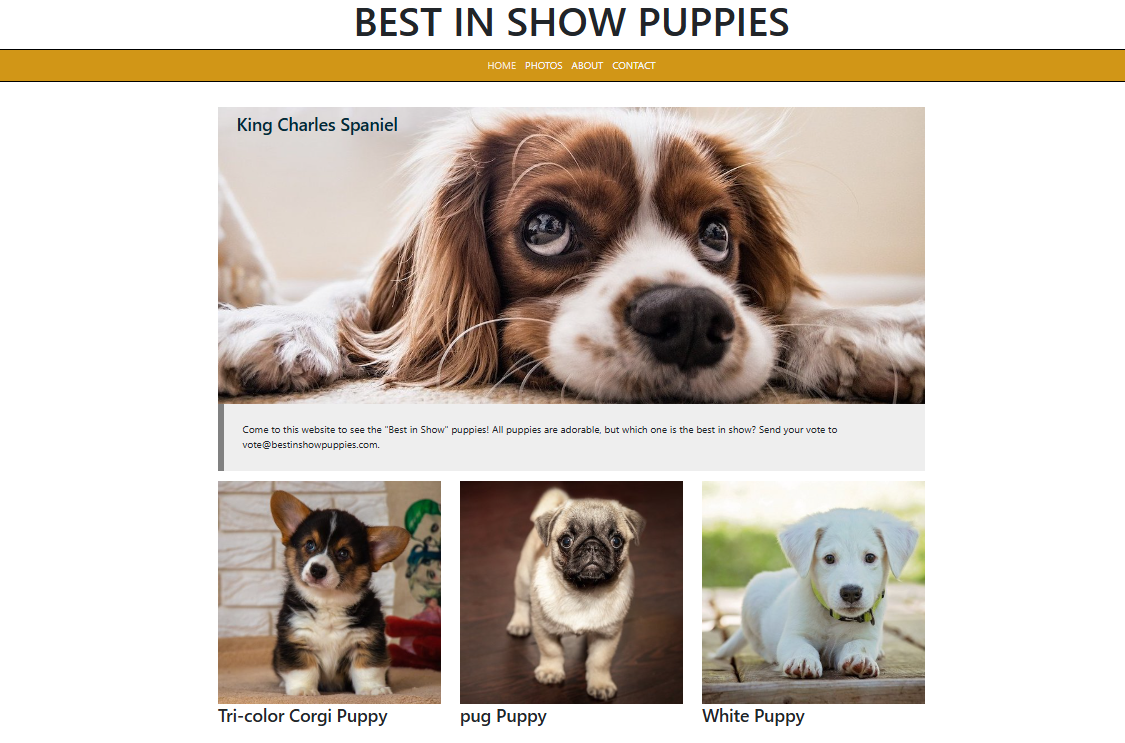 BEST IN SHOW PUPPIES
HOME PHOTOS ABOUT CONTACT
King Charles Spaniel
Come to this website to see the "Best in Show" puppies! All puppies are adorable, but which one is the best in show? Send your vote to
vote@bestinshowpuppies.com.
Tri-color Corgi Puppy
pug Puppy
White Puppy